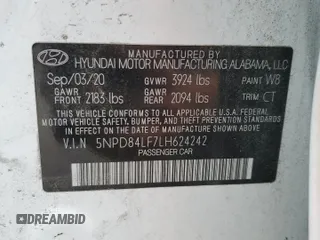 MANUFACTURED BY
HYUNDAI MOTOR MANUFACTURING ALABAMA, LLC
Sep/03/20 GVWR 3924 lbs PAINT W8
GAWR FRONT 2183 lbs GAWR REAR 2094 lbs TRIM CT
THIS VEHICLE CONFORMS TO ALL APPLICABLE U.S. FEDERAL
MOTOR VEHICLE SAFETY, BUMPER, AND THEFT PREVENTION
STANDARDS IN EFFECT ON THE DATE OF MANUFACTURE SHOWN ABOVE.
V.I.N 5NPD84LF7LH624242
PASSENGER CAR
DREAMBID